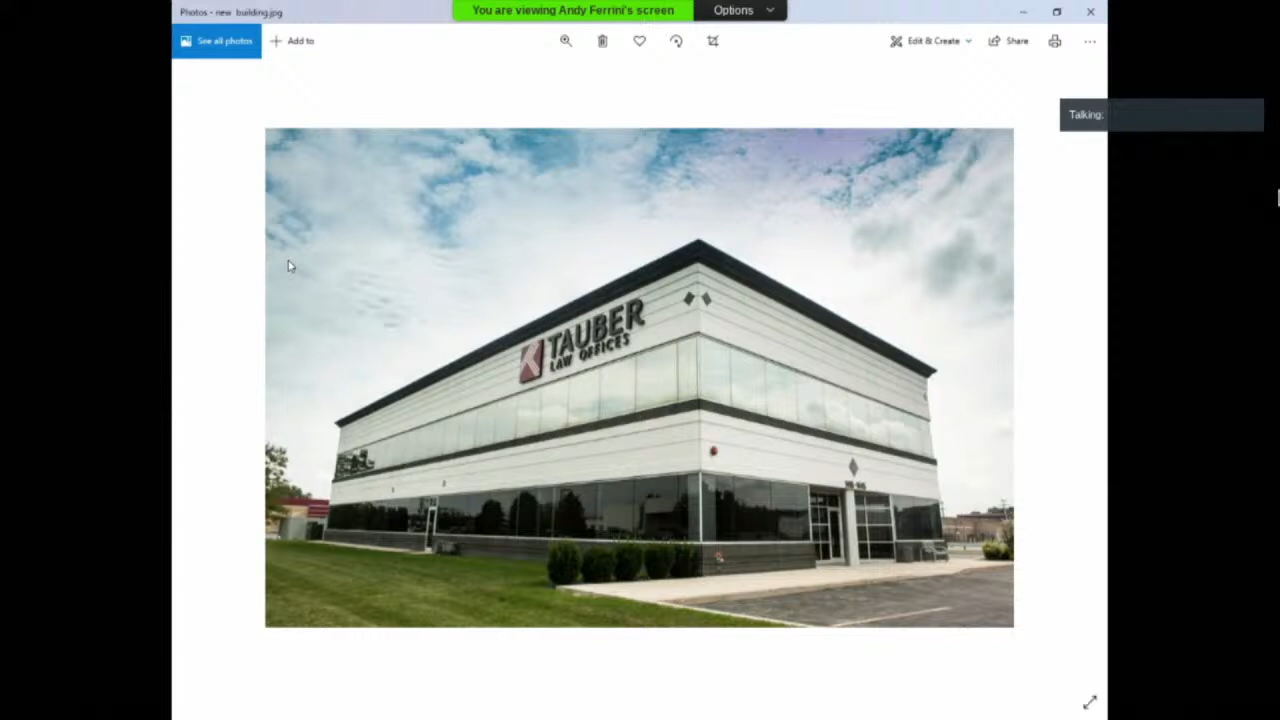 Photos - new building.jpg
You are viewing Andy Ferrini's screen
Options
See all photos
Add to
Edit & Create
Share
Talking:
TAUBER
LAW OFFICES